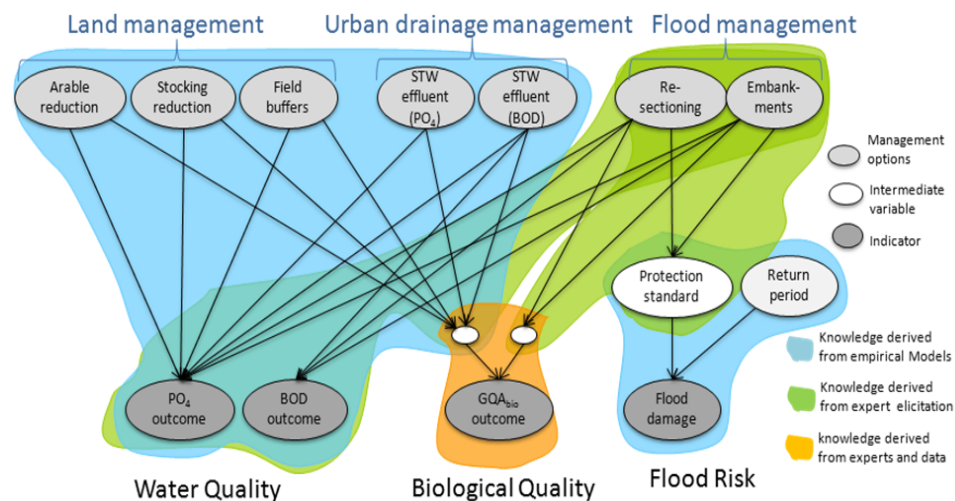 Land management
Urban drainage management
Flood management
Arable
reduction
Stocking
reduction
Field
buffers
STW
effluent
(PO4)
STW
effluent
(BOD)
Re-
sectioning
Embank-
ments
Management
options
Intermediate
variable
Indicator
Protection
standard
Return
period
Knowledge derived
from empirical Models
Knowledge derived
from expert elicitation
knowledge derived
from experts and data
PO4
outcome
BOD
outcome
GQAbio
outcome
Flood
damage
Water Quality
Biological Quality
Flood Risk